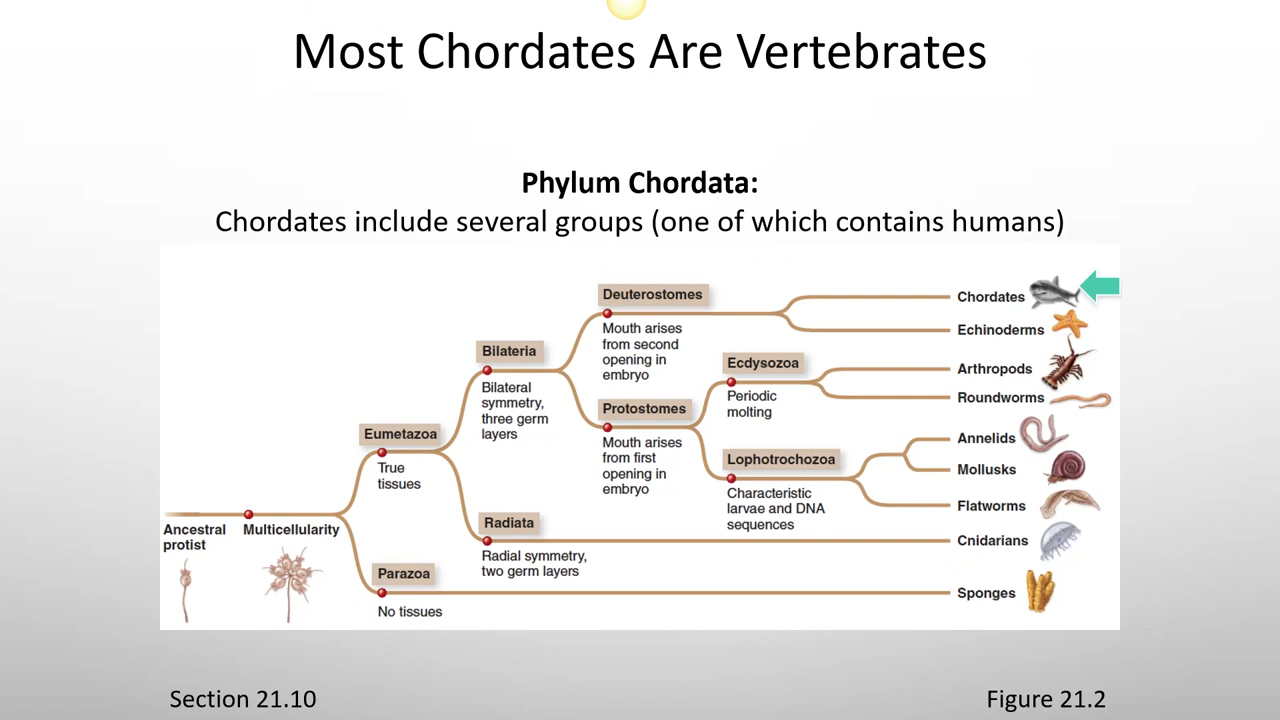 Most Chordates Are Vertebrates
Phylum Chordata:
Chordates include several groups (one of which contains humans)
Deuterostomes
Mouth arises
from second
opening in
embryo
Chordates
Echinoderms
Bilateria
Bilateral
symmetry,
three germ
layers
Ecdysozoa
Periodic
molting
Arthropods
Roundworms
Protostomes
Mouth arises
from first
opening in
embryo
Eumetazoa
True
tissues
Lophotrochozoa
Characteristic
larvae and DNA
sequences
Annelids
Mollusks
Flatworms
Ancestral
protist
Multicellularity
Radiata
Radial symmetry,
two germ layers
Cnidarians
Parazoa
No tissues
Sponges
Section 21.10
Figure 21.2